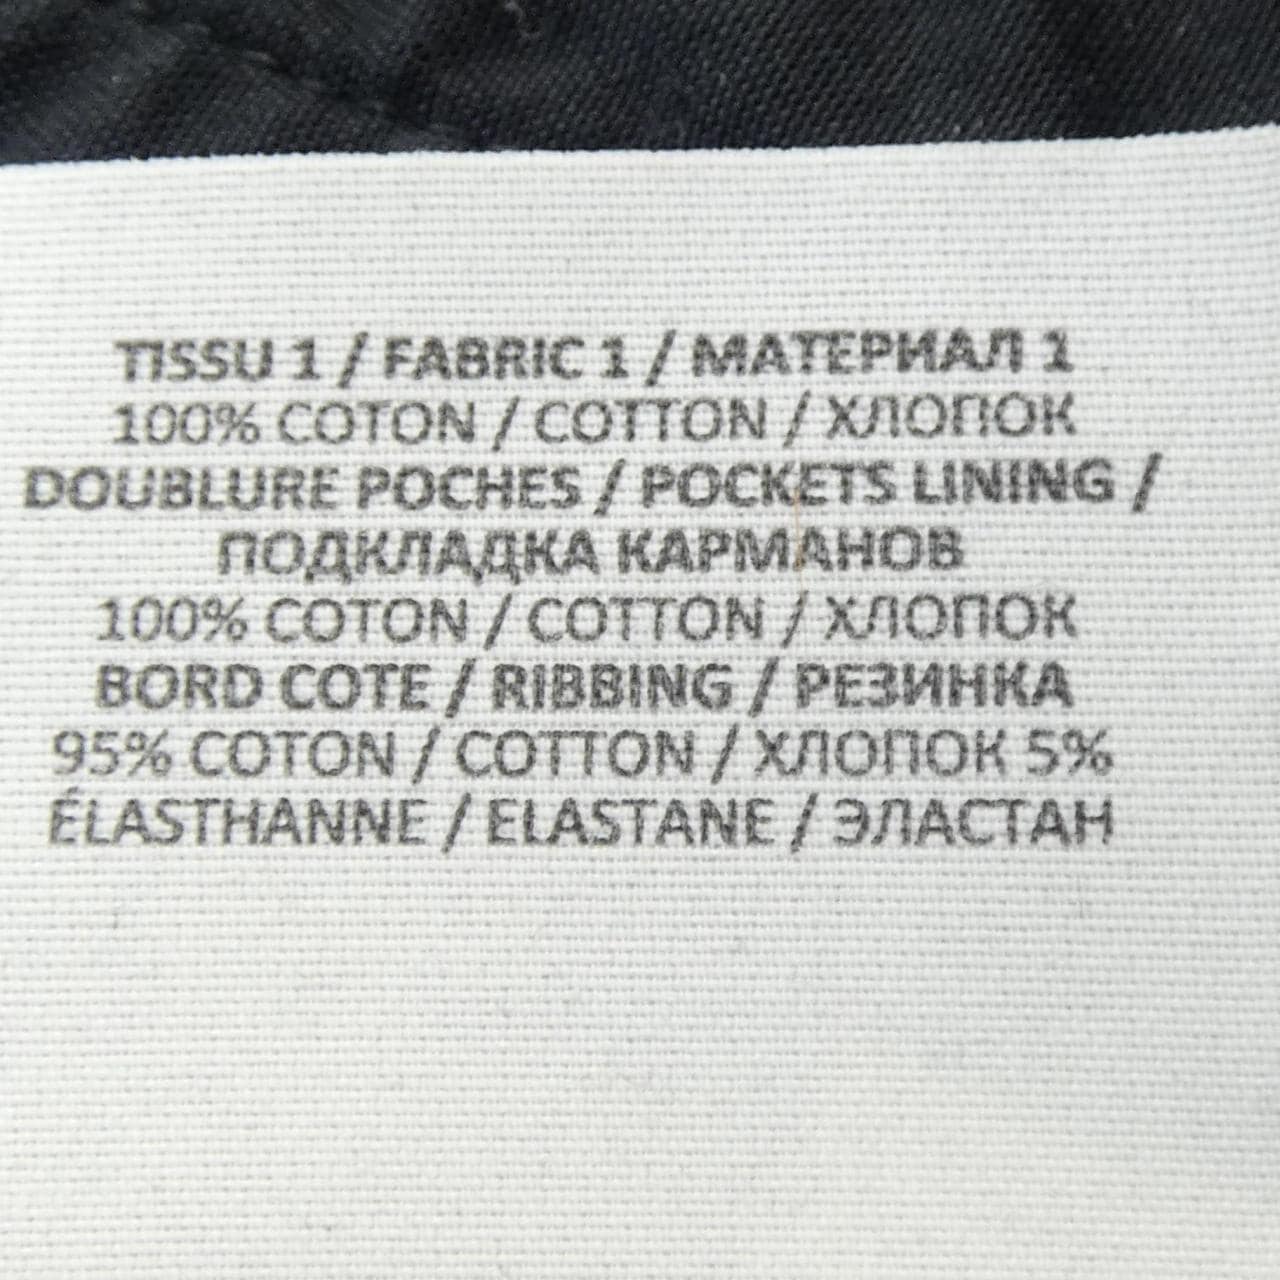 TISSU 1 / FABRIC 1 / МАТЕРИАЛ 1
100% COTON / COTTON / ХЛОПОК
DOUBLURE POCHES / POCKETS LINING /
ПОДКЛАДКА КАРМАНОВ
100% COTON / COTTON / ХЛОПОК
BORD COTE / RIBBING / РЕЗИНКА
95% COTON / COTTON / ХЛОПОК 5%
ÉLASTHANNE / ELASTANE / ЭЛАСТАН